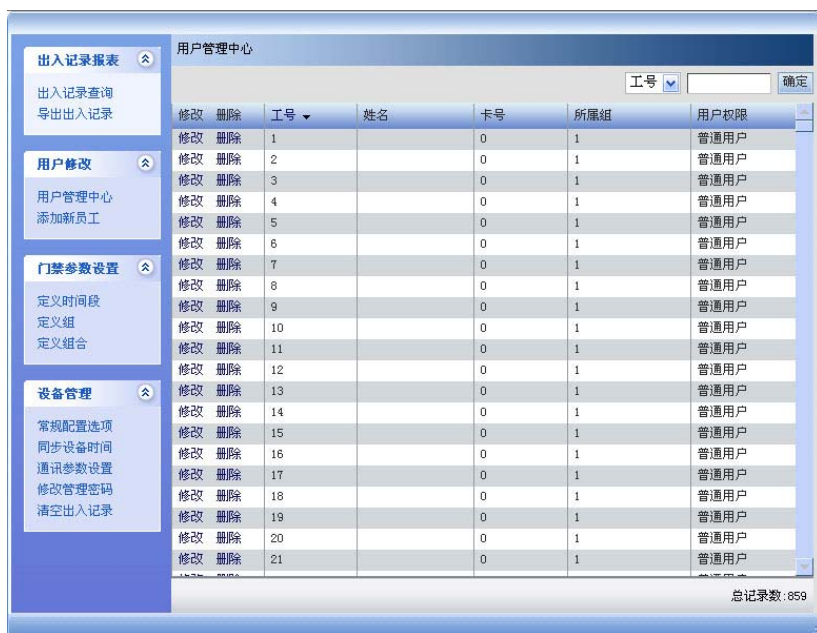 出入记录报表
出入记录查询
导出出入记录
用户修改
用户管理中心
添加新员工
门禁参数设置
定义时间段
定义组
定义组合
设备管理
常规配置选项
同步设备时间
通讯参数设置
修改管理密码
清空出入记录
用户管理中心
工号 确定
修改 删除 工号 姓名 卡号 所属组 用户权限
修改 删除 1 0 1 普通用户
修改 删除 2 0 1 普通用户
修改 删除 3 0 1 普通用户
修改 删除 4 0 1 普通用户
修改 删除 5 0 1 普通用户
修改 删除 6 0 1 普通用户
修改 删除 7 0 1 普通用户
修改 删除 8 0 1 普通用户
修改 删除 9 0 1 普通用户
修改 删除 10 0 1 普通用户
修改 删除 11 0 1 普通用户
修改 删除 12 0 1 普通用户
修改 删除 13 0 1 普通用户
修改 删除 14 0 1 普通用户
修改 删除 15 0 1 普通用户
修改 删除 16 0 1 普通用户
修改 删除 17 0 1 普通用户
修改 删除 18 0 1 普通用户
修改 删除 19 0 1 普通用户
修改 删除 20 0 1 普通用户
修改 删除 21 0 1 普通用户
总记录数:859